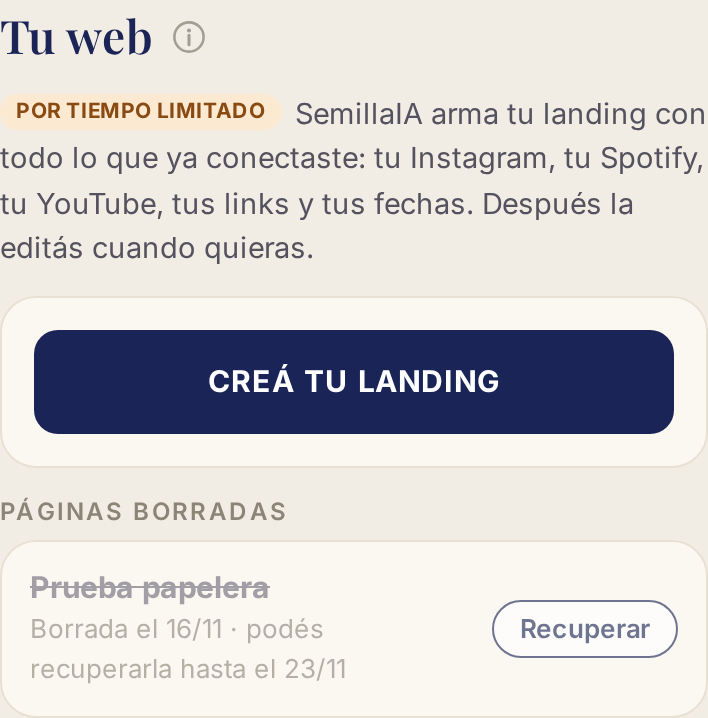 Tu web
POR TIEMPO LIMITADO SemillaIA arma tu landing con
todo lo que ya conectaste: tu Instagram, tu Spotify,
tu YouTube, tus links y tus fechas. Después la
editás cuando quieras.
CREÁ TU LANDING
PÁGINAS BORRADAS
Prueba papelera
Borrada el 16/11 · podés
recuperarla hasta el 23/11
Recuperar